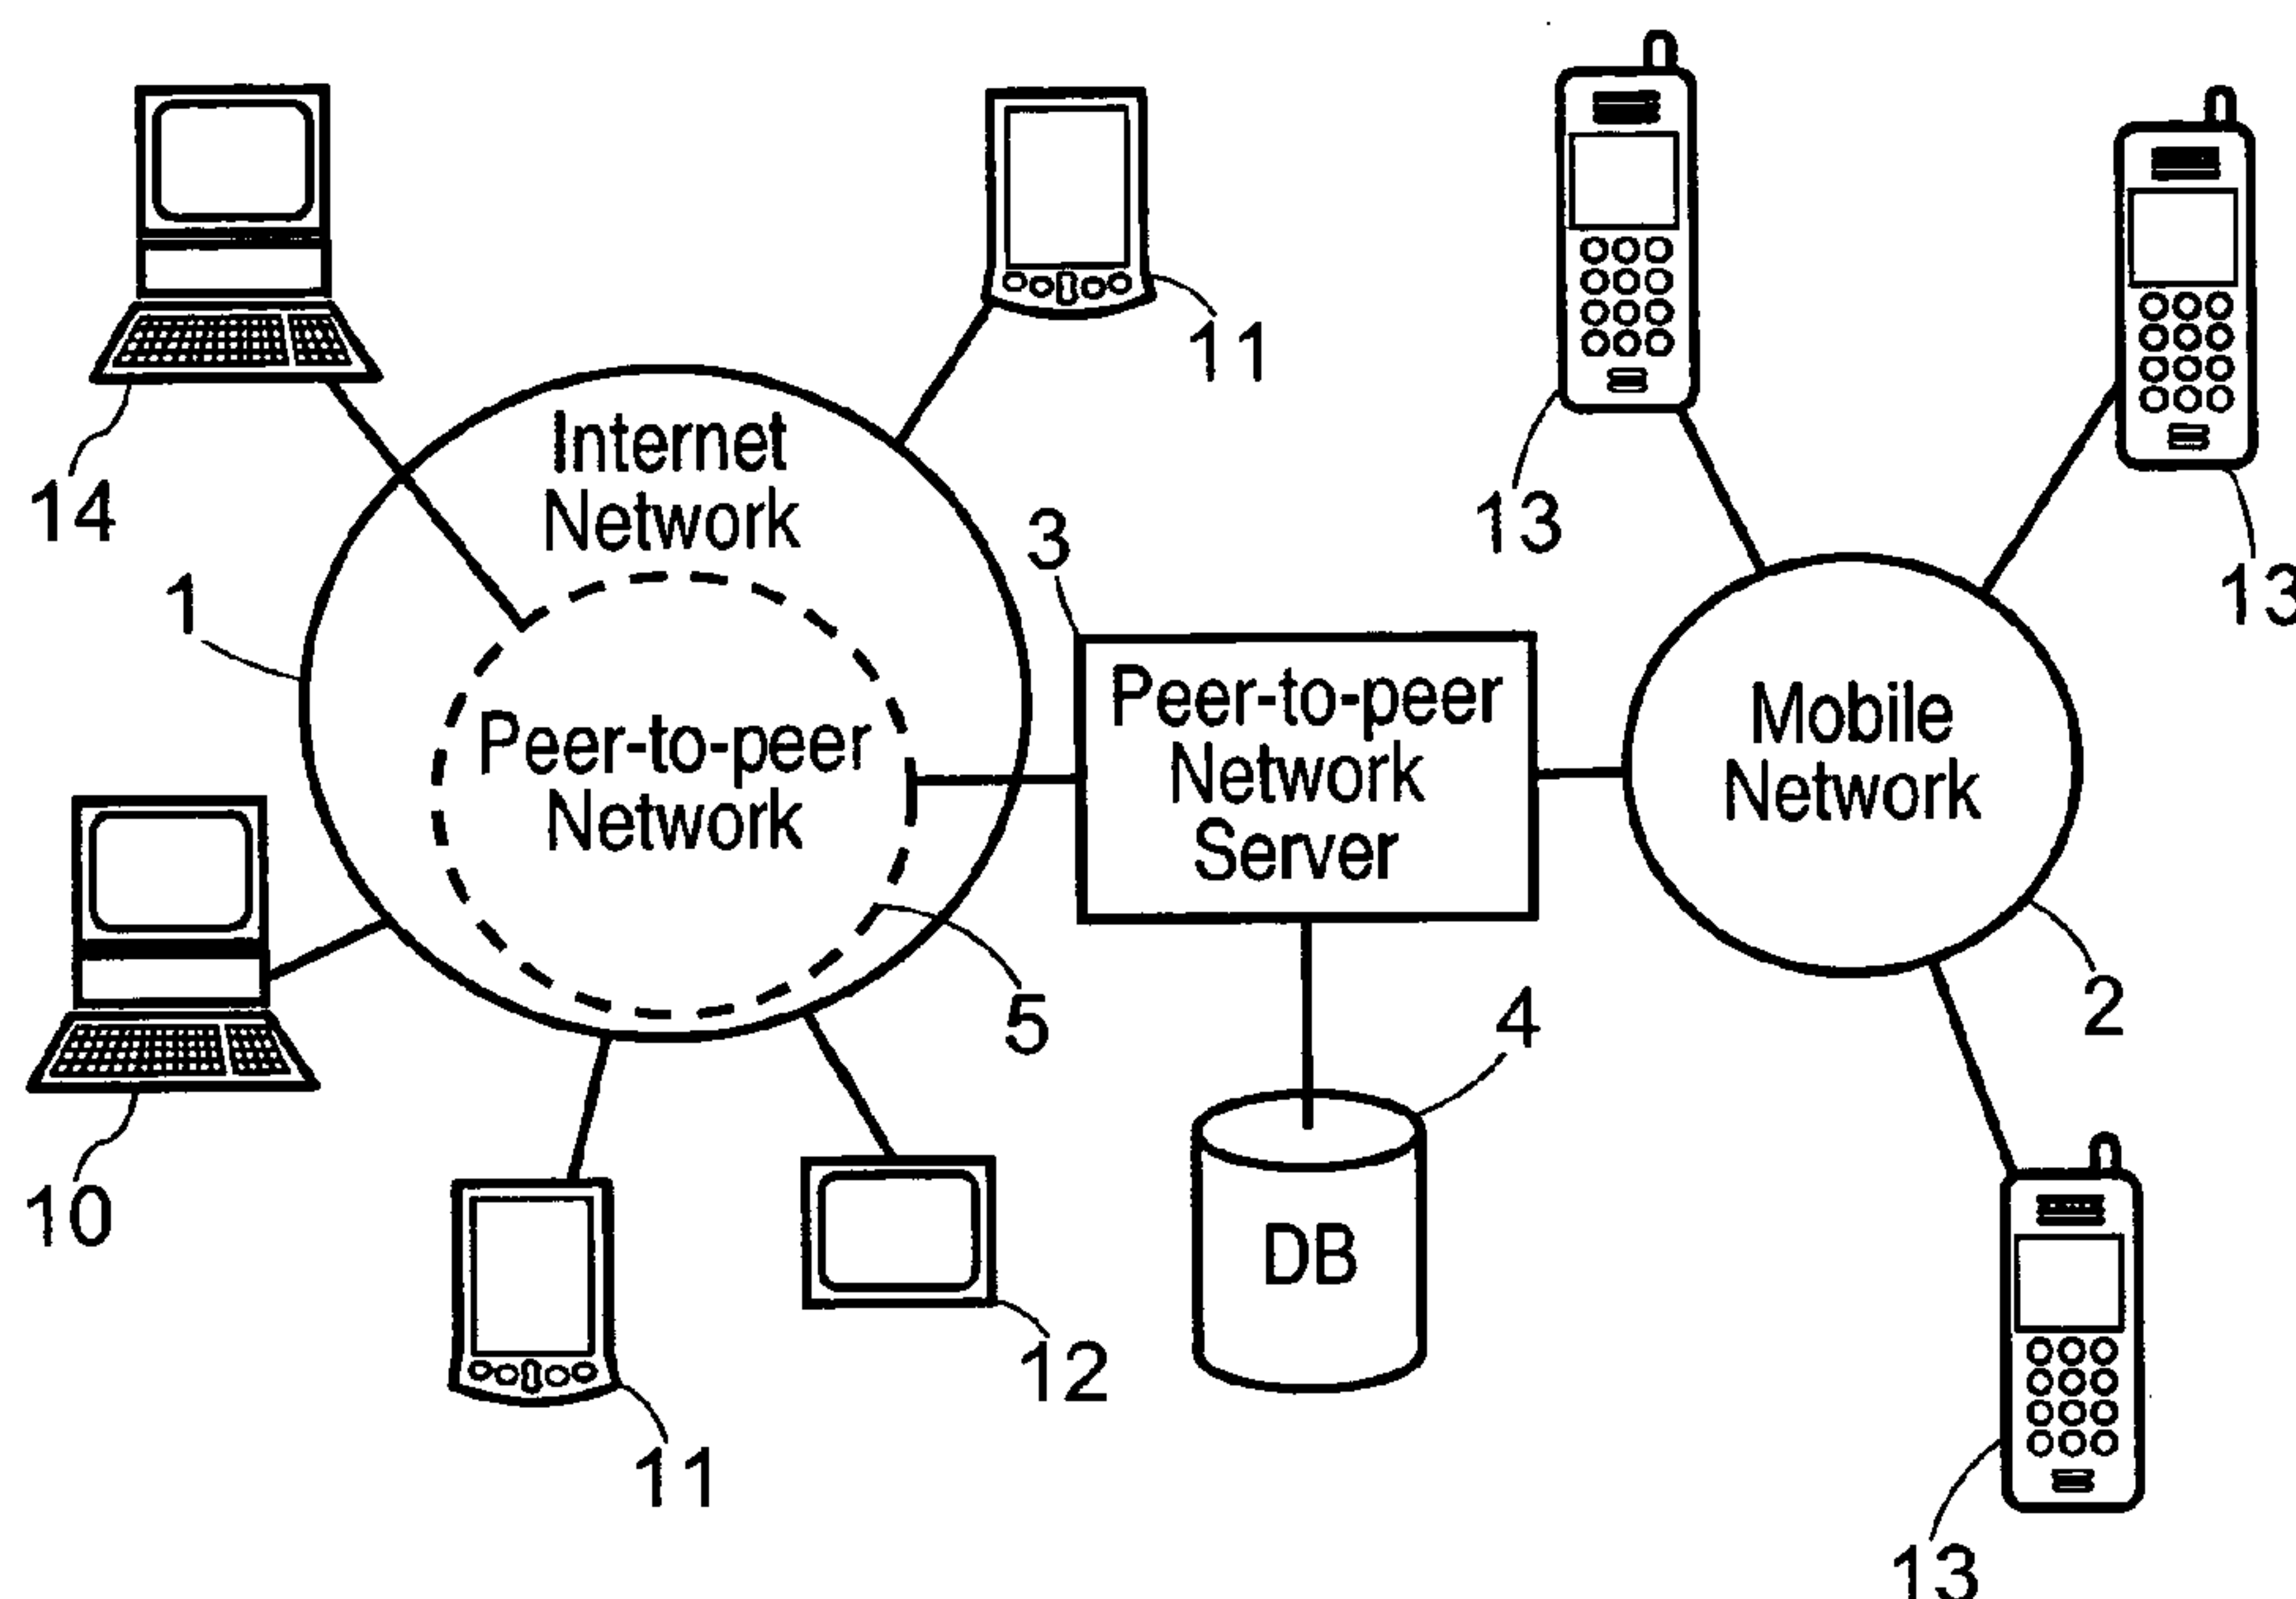 11
14
Internet
Network
13
13
1
3
Peer-to-peer
Network
Peer-to-peer
Network
Server
Mobile
Network
5
4
2
10
DB
12
11
13